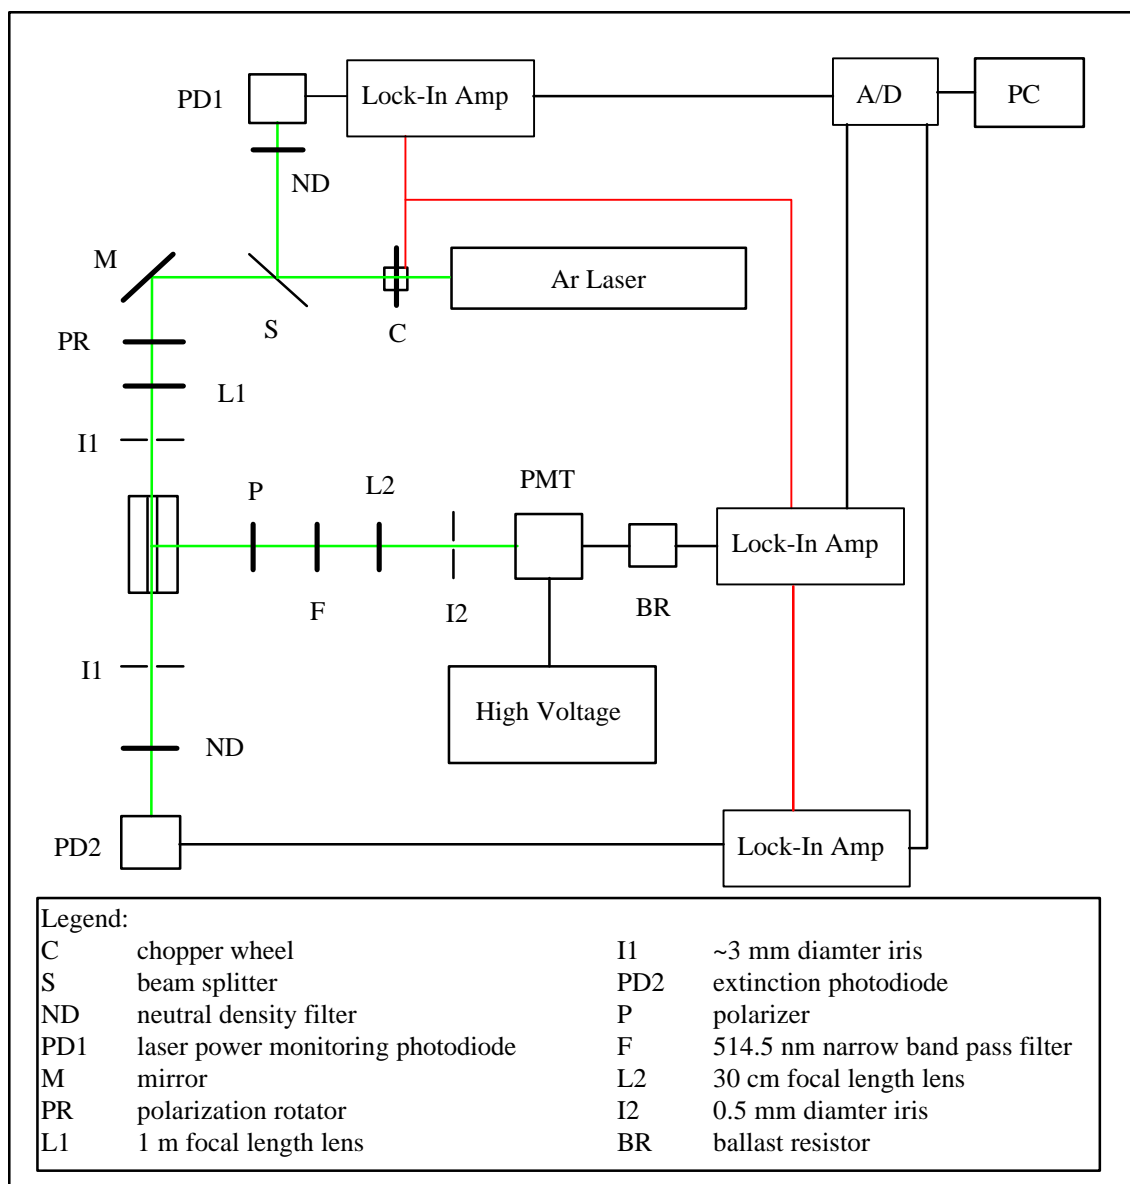 PD1
Lock-In Amp
A/D
PC
ND
M
Ar Laser
S
C
PR
L1
I1
P
L2
PMT
Lock-In Amp
F
I2
BR
I1
High Voltage
ND
PD2
Lock-In Amp
Legend:
C chopper wheel
S beam splitter
ND neutral density filter
PD1 laser power monitoring photodiode
M mirror
PR polarization rotator
L1 1 m focal length lens
I1 ~3 mm diamter iris
PD2 extinction photodiode
P polarizer
F 514.5 nm narrow band pass filter
L2 30 cm focal length lens
I2 0.5 mm diamter iris
BR ballast resistor